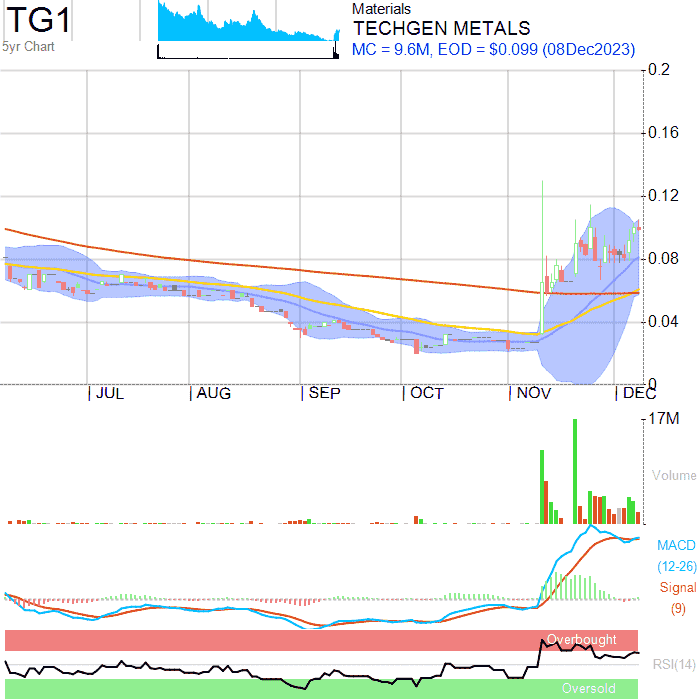 TG1
5yr Chart
Materials
TECHGEN METALS
MC = 9.6M, EOD = $0.099 (08Dec2023)
0.2
0.16
0.12
0.08
0.04
0
JUL AUG SEP OCT NOV DEC
17M
Volume
MACD
(12-26)
Signal
(9)
Overbought
RSI(14)
Oversold